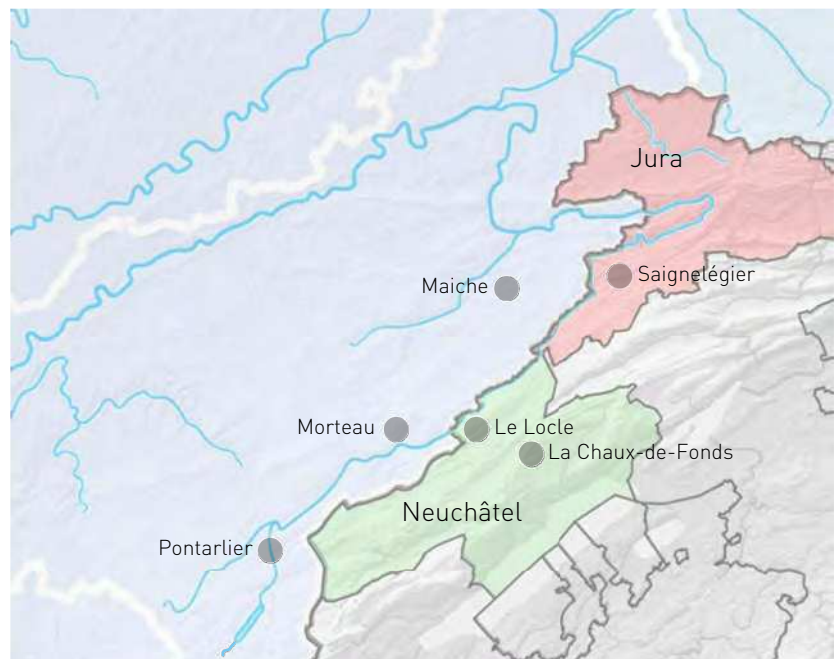 Jura
Saignelégier
Maiche
Morteau
Le Locle
La Chaux-de-Fonds
Neuchâtel
Pontarlier